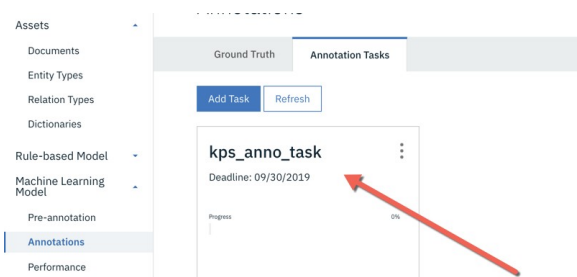 Assets
Documents
Entity Types
Relation Types
Dictionaries
Rule-based Model
Machine Learning
Model
Pre-annotation
Annotations
Performance
Ground Truth
Annotation Tasks
Add Task
Refresh
kps_anno_task
Deadline: 09/30/2019
Progress
0%